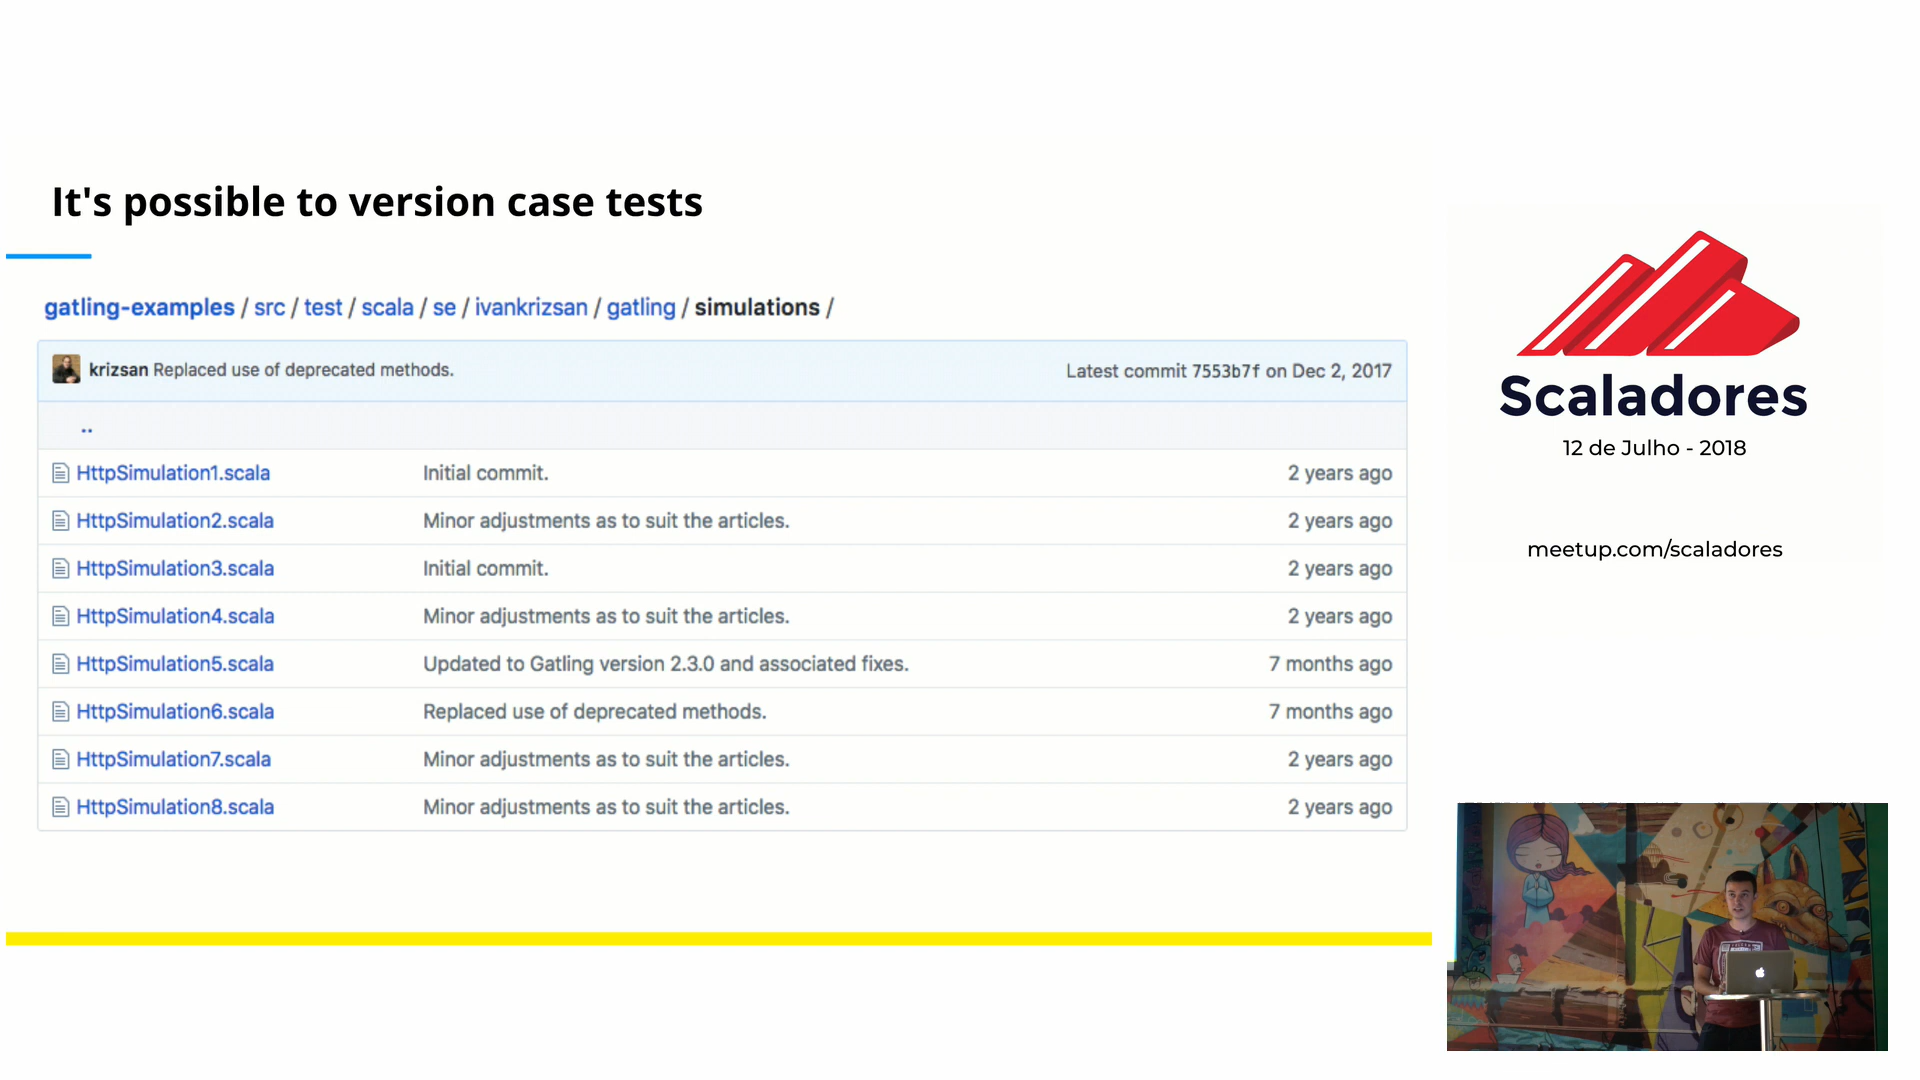 It's possible to version case tests
gatling-examples / src / test / scala / se / ivankrizsan / gatling / simulations /
krizsan Replaced use of deprecated methods. Latest commit 7553b7f on Dec 2, 2017
..
HttpSimulation1.scala Initial commit. 2 years ago
HttpSimulation2.scala Minor adjustments as to suit the articles. 2 years ago
HttpSimulation3.scala Initial commit. 2 years ago
HttpSimulation4.scala Minor adjustments as to suit the articles. 2 years ago
HttpSimulation5.scala Updated to Gatling version 2.3.0 and associated fixes. 7 months ago
HttpSimulation6.scala Replaced use of deprecated methods. 7 months ago
HttpSimulation7.scala Minor adjustments as to suit the articles. 2 years ago
HttpSimulation8.scala Minor adjustments as to suit the articles. 2 years ago
Scaladores
12 de Julho - 2018
meetup.com/scaladores